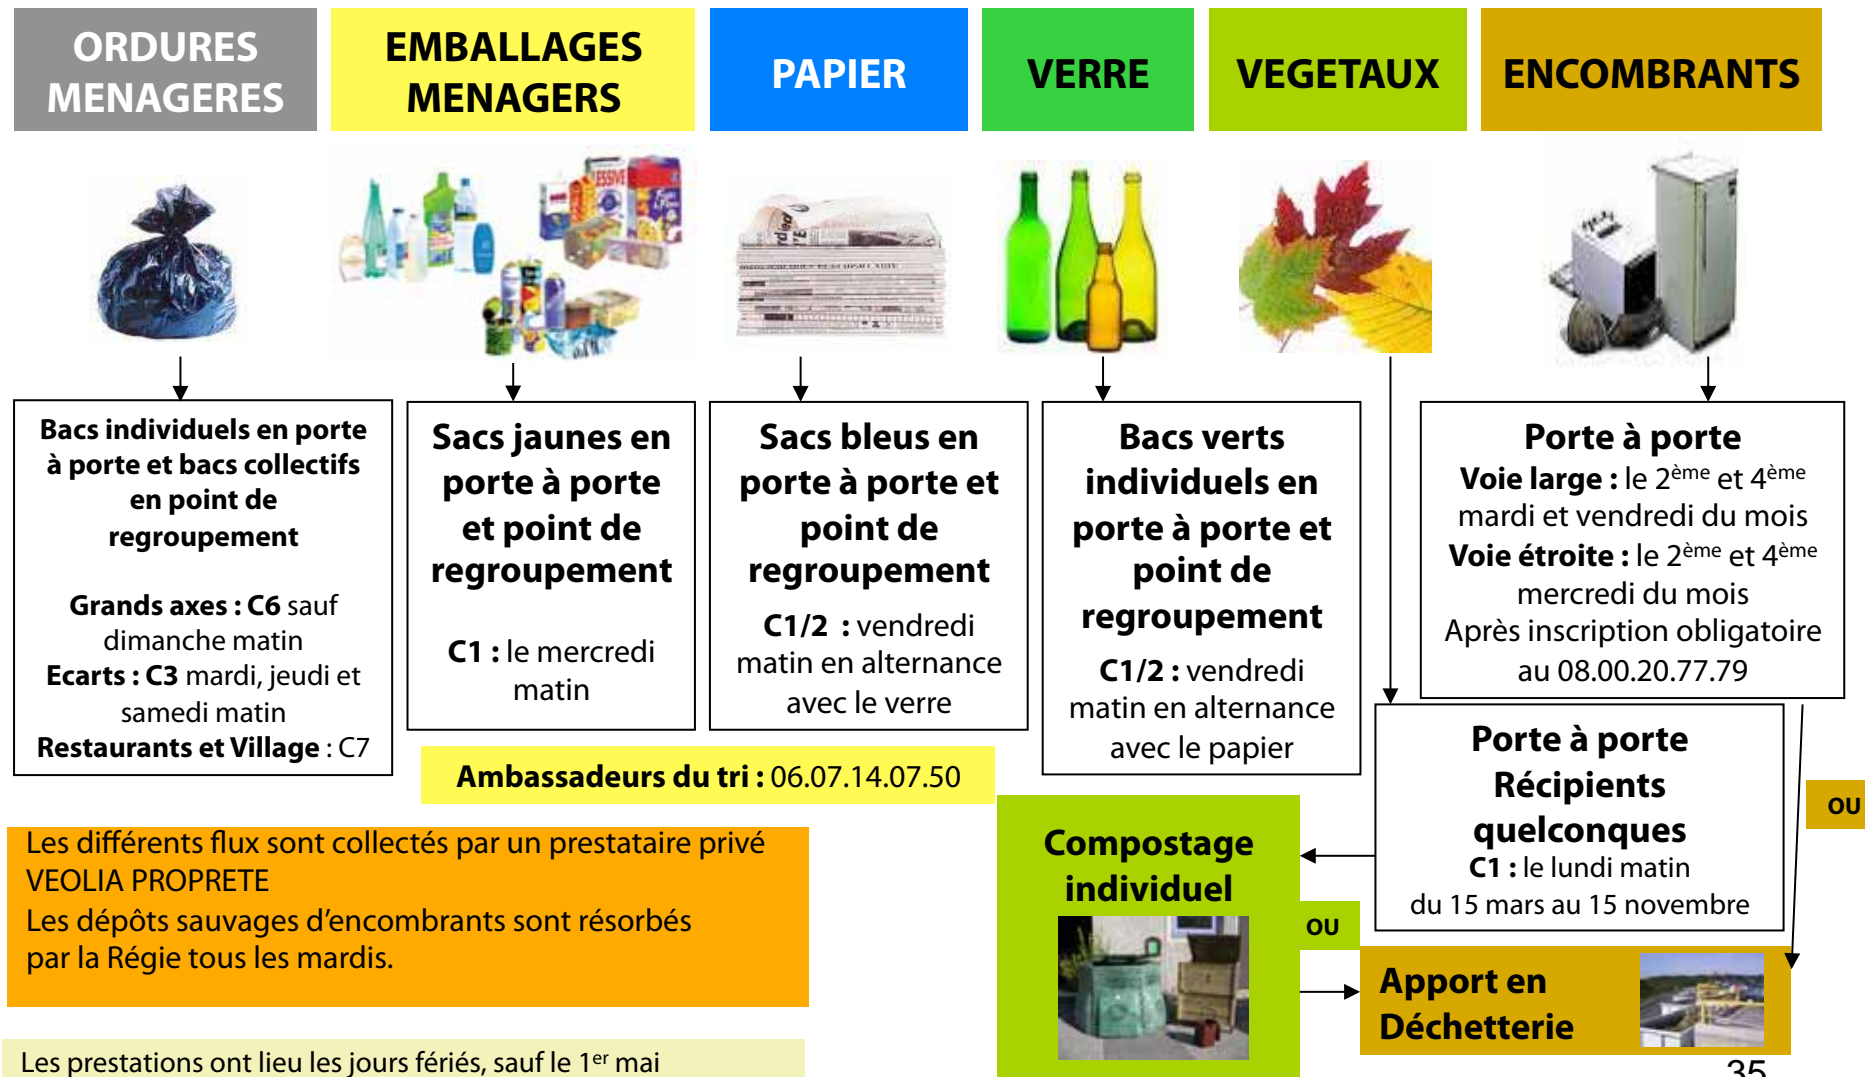 ORDURES
MENAGERES
EMBALLAGES
MENAGERS
PAPIER
VERRE
VEGETAUX
ENCOMBRANTS
ESSIVE
Bacs individuels en porte
à porte et bacs collectifs
en point de
regroupement
Grands axes : C6 sauf
dimanche matin
Ecarts : C3 mardi, jeudi et
samedi matin
Restaurants et Village : C7
Sacs jaunes en
porte à porte
et point de
regroupement
C1 : le mercredi
matin
Sacs bleus en
porte à porte et
point de
regroupement
C1/2 : vendredi
matin en alternance
avec le verre
Bacs verts
individuels en
porte à porte et
point de
regroupement
C1/2 : vendredi
matin en alternance
avec le papier
Porte à porte
Voie large : le 2ème et 4ème
mardi et vendredi du mois
Voie étroite : le 2ème et 4ème
mercredi du mois
Après inscription obligatoire
au 08.00.20.77.79
Ambassadeurs du tri : 06.07.14.07.50
Porte à porte
Récipients
quelconques
C1 : le lundi matin
du 15 mars au 15 novembre
OU
Compostage
individuel
OU
Apport en
Déchetterie
Les différents flux sont collectés par un prestataire privé
VEOLIA PROPRETE
Les dépôts sauvages d'encombrants sont résorbés
par la Régie tous les mardis.
Les prestations ont lieu les jours fériés, sauf le 1er mai
35